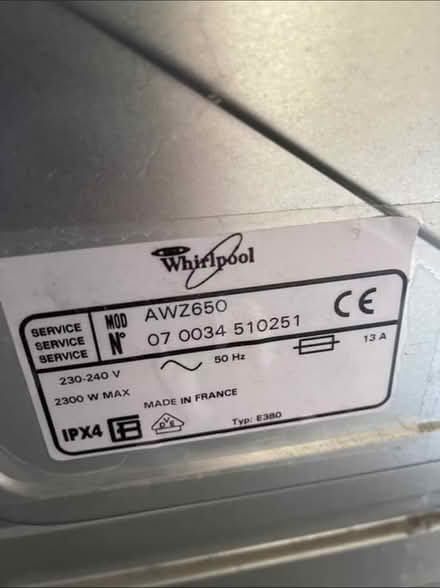 Whirlpool
SERVICE MOD AWZ650 CE
SERVICE N° 07 0034 510251
SERVICE
230-240 V 50 Hz 13 A
2300 W MAX MADE IN FRANCE
IPX4 VDE Typ: E380